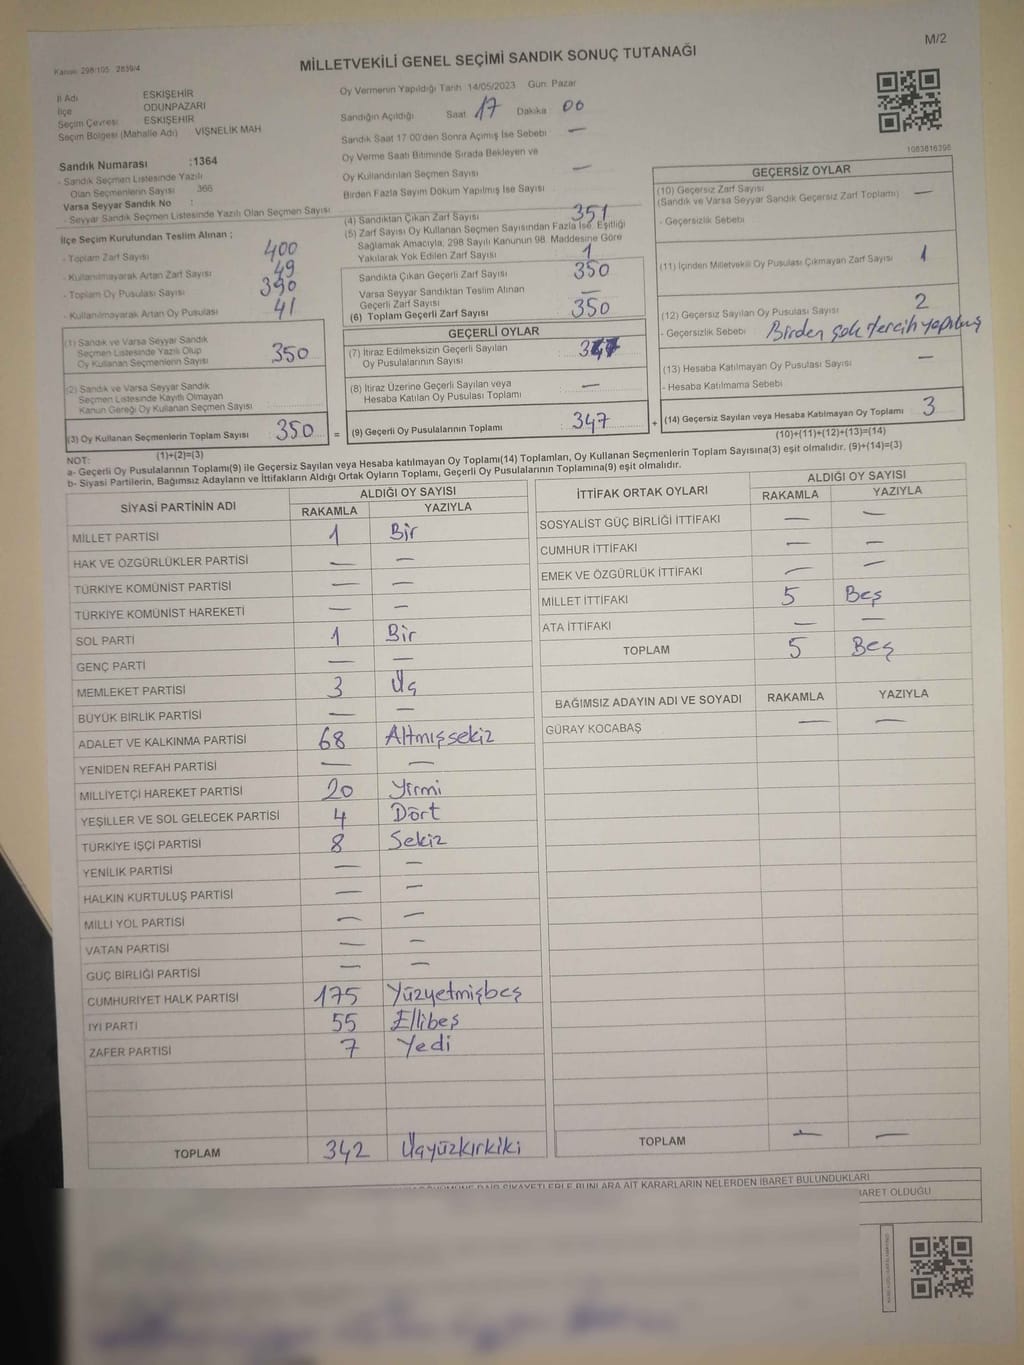 M/2
MİLLETVEKİLİ GENEL SEÇİMİ SANDIK SONUÇ TUTANAĞI
Kanun: 298/105 2839/4
İl Adı ESKİŞEHİR
İlçe ODUNPAZARI
Seçim Çevresi ESKİŞEHİR
Seçim Bölgesi (Mahalle Adı) VİŞNELİK MAH
Sandık Numarası :1364
- Sandık Seçmen Listesinde Yazılı
Olan Seçmenlerin Sayısı 366
Varsa Seyyar Sandık No :
- Seyyar Sandık Seçmen Listesinde Yazılı Olan Seçmen Sayısı
Oy Vermenin Yapıldığı Tarih 14/05/2023 Gün: Pazar
Sandığın Açıldığı Saat 17 Dakika 00
Sandık Saat 17:00'den Sonra Açılmış İse Sebebi —
Oy Verme Saati Bitiminde Sırada Bekleyen ve
Oy Kullandırılan Seçmen Sayısı —
Birden Fazla Sayım Döküm Yapılmış İse Sayısı
1083816396
İlçe Seçim Kurulundan Teslim Alınan ;
- Toplam Zarf Sayısı 400
- Kullanılmayarak Artan Zarf Sayısı 49
- Toplam Oy Pusulası Sayısı 390
- Kullanılmayarak Artan Oy Pusulası 41
(1) Sandık ve Varsa Seyyar Sandık
Seçmen Listesinde Yazılı Olup
Oy Kullanan Seçmenlerin Sayısı 350
(2) Sandık ve Varsa Seyyar Sandık
Seçmen Listesinde Kayıtlı Olmayan
Kanun Gereği Oy Kullanan Seçmen Sayısı
(3) Oy Kullanan Seçmenlerin Toplam Sayısı 350 =
(1)+(2)=(3)
(4) Sandıktan Çıkan Zarf Sayısı 351
(5) Zarf Sayısı Oy Kullanan Seçmen Sayısından Fazla İse, Eşitliği
Sağlamak Amacıyla; 298 Sayılı Kanunun 98. Maddesine Göre
Yakılarak Yok Edilen Zarf Sayısı 1
Sandıkta Çıkan Geçerli Zarf Sayısı 350
Varsa Seyyar Sandıktan Teslim Alınan
Geçerli Zarf Sayısı —
(6) Toplam Geçerli Zarf Sayısı 350
GEÇERLİ OYLAR
(7) İtiraz Edilmeksizin Geçerli Sayılan
Oy Pusulalarının Sayısı 347
(8) İtiraz Üzerine Geçerli Sayılan veya
Hesaba Katılan Oy Pusulası Toplamı —
(9) Geçerli Oy Pusulalarının Toplamı 347 +
GEÇERSİZ OYLAR
(10) Geçersiz Zarf Sayısı
(Sandık ve Varsa Seyyar Sandık Geçersiz Zarf Toplamı) —
- Geçersizlik Sebebi
(11) İçinden Milletvekili Oy Pusulası Çıkmayan Zarf Sayısı 1
(12) Geçersiz Sayılan Oy Pusulası Sayısı 2
- Geçersizlik Sebebi Birden çok tercih yapılmış
(13) Hesaba Katılmayan Oy Pusulası Sayısı —
- Hesaba Katılmama Sebebi
(14) Geçersiz Sayılan veya Hesaba Katılmayan Oy Toplamı 3
(10)+(11)+(12)+(13)=(14)
NOT:
a- Geçerli Oy Pusulalarının Toplamı(9) ile Geçersiz Sayılan veya Hesaba katılmayan Oy Toplamı(14) Toplamları, Oy Kullanan Seçmenlerin Toplam Sayısına(3) eşit olmalıdır. (9)+(14)=(3)
b- Siyasi Partilerin, Bağımsız Adayların ve İttifakların Aldığı Ortak Oyların Toplamı, Geçerli Oy Pusulalarının Toplamına(9) eşit olmalıdır.
SİYASİ PARTİNİN ADI ALDIĞI OY SAYISI
RAKAMLA YAZIYLA
MİLLET PARTİSİ 1 Bir
HAK VE ÖZGÜRLÜKLER PARTİSİ — —
TÜRKİYE KOMÜNİST PARTİSİ — —
TÜRKİYE KOMÜNİST HAREKETİ — —
SOL PARTİ 1 Bir
GENÇ PARTİ — —
MEMLEKET PARTİSİ 3 Üç
BÜYÜK BİRLİK PARTİSİ — —
ADALET VE KALKINMA PARTİSİ 68 Altmışsekiz
YENİDEN REFAH PARTİSİ — —
MİLLİYETÇİ HAREKET PARTİSİ 20 Yirmi
YEŞİLLER VE SOL GELECEK PARTİSİ 4 Dört
TÜRKİYE İŞÇİ PARTİSİ 8 Sekiz
YENİLİK PARTİSİ — —
HALKIN KURTULUŞ PARTİSİ — —
MİLLİ YOL PARTİSİ — —
VATAN PARTİSİ — —
GÜÇ BİRLİĞİ PARTİSİ — —
CUMHURİYET HALK PARTİSİ 175 Yüzyetmişbeş
İYİ PARTİ 55 Ellibeş
ZAFER PARTİSİ 7 Yedi
TOPLAM 342 Üçyüzkırkiki
İTTİFAK ORTAK OYLARI ALDIĞI OY SAYISI
RAKAMLA YAZIYLA
SOSYALİST GÜÇ BİRLİĞİ İTTİFAKI — —
CUMHUR İTTİFAKI — —
EMEK VE ÖZGÜRLÜK İTTİFAKI — —
MİLLET İTTİFAKI 5 Beş
ATA İTTİFAKI — —
TOPLAM 5 Beş
BAĞIMSIZ ADAYIN ADI VE SOYADI RAKAMLA YAZIYLA
GÜRAY KOCABAŞ — —
TOPLAM — —
DAİR ŞİKAYETLERLE BUNLARA AİT KARARLARIN NELERDEN İBARET BULUNDUKLARI
İBARET OLDUĞU